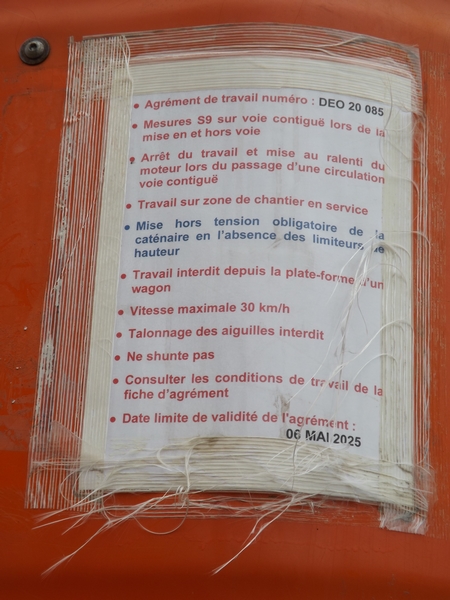 • Agrément de travail numéro : DEO 20 085
• Mesures S9 sur voie contiguë lors de la
mise en et hors voie
• Arrêt du travail et mise au ralenti du
moteur lors du passage d'une circulation
voie contiguë
• Travail sur zone de chantier en service
• Mise hors tension obligatoire de la
caténaire en l'absence des limiteurs de
hauteur
• Travail interdit depuis la plate-forme d'un
wagon
• Vitesse maximale 30 km/h
• Talonnage des aiguilles interdit
• Ne shunte pas
• Consulter les conditions de travail de la
fiche d'agrément
• Date limite de validité de l'agrément :
06 MAI 2025